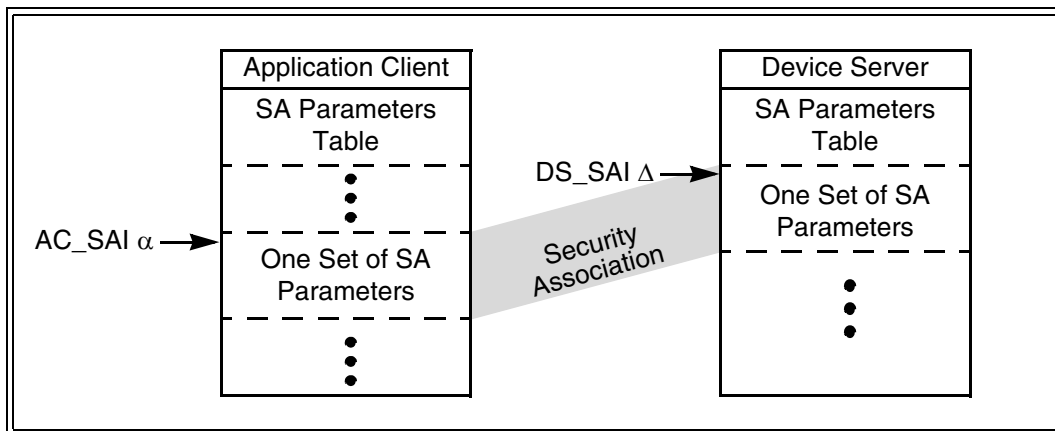 Application Client
SA Parameters
Table
AC_SAI α
One Set of SA
Parameters
Security
Association
Device Server
SA Parameters
Table
DS_SAI Δ
One Set of SA
Parameters